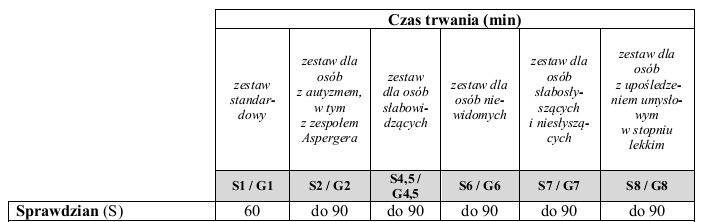 Czas trwania (min)
zestaw
standar-
dowy
zestaw dla
osób
z autyzmem,
w tym
z zespołem
Aspergera
zestaw
dla osób
słabowi-
dzących
zestaw dla
osób nie-
widomych
zestaw dla
osób
słabosły-
szących
i niesłyszą-
cych
zestaw dla
osób
z upośledze-
niem umysło-
wym
w stopniu
lekkim
S1 / G1
S2 / G2
S4,5 /
G4,5
S6 / G6
S7 / G7
S8 / G8
Sprawdzian (S)
60
do 90
do 90
do 90
do 90
do 90